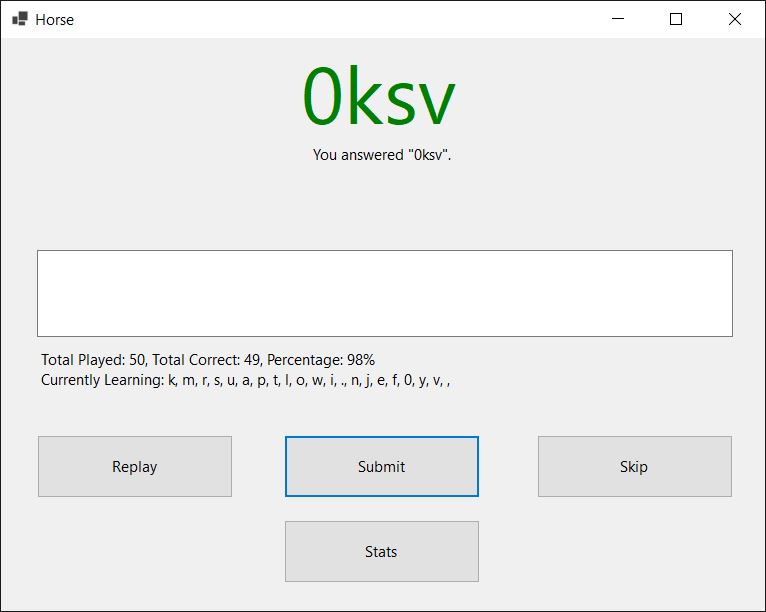 Horse
0ksv
You answered "0ksv".
Total Played: 50, Total Correct: 49, Percentage: 98%
Currently Learning: k, m, r, s, u, a, p, t, l, o, w, i, ., n, j, e, f, 0, y, v, ,
Replay
Submit
Skip
Stats